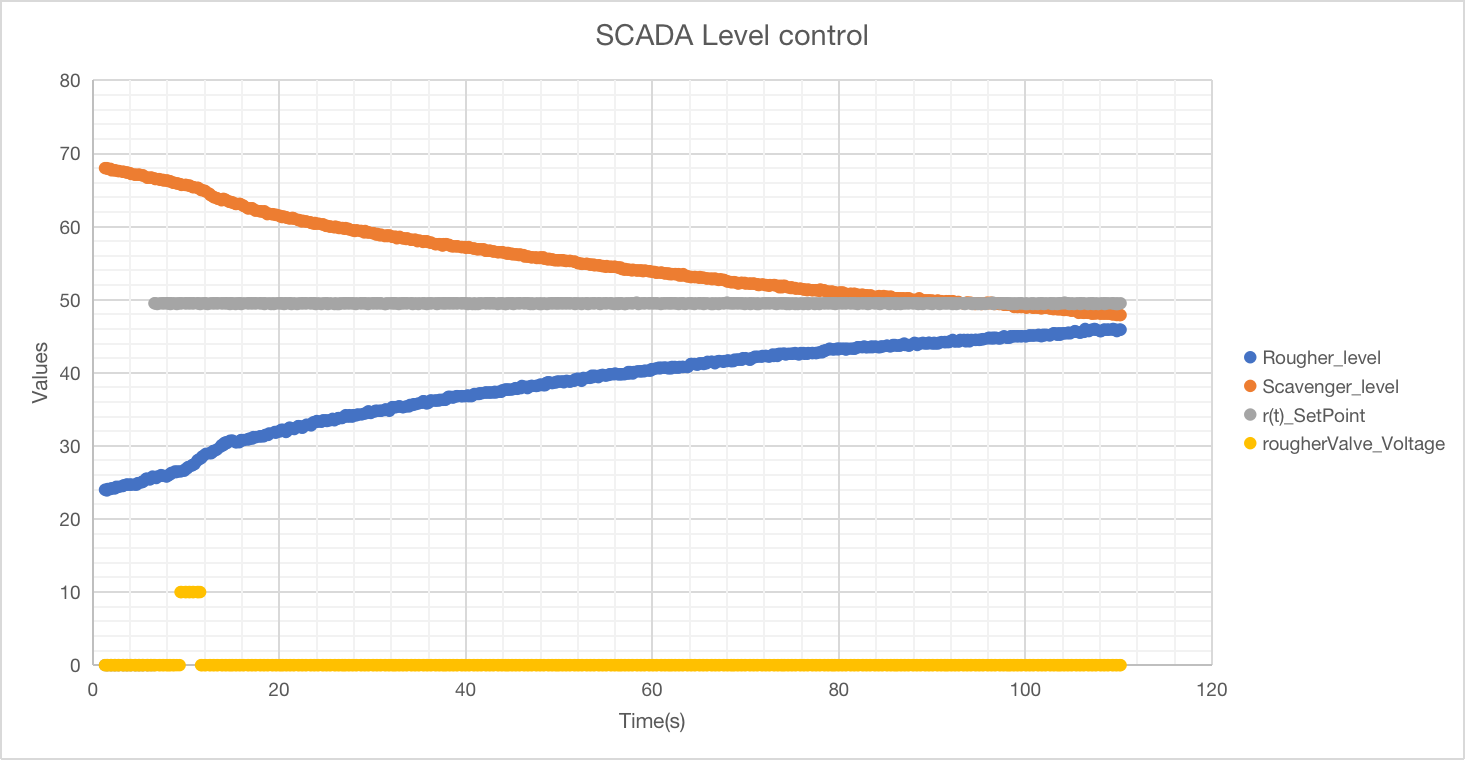 SCADA Level control
80
70
60
50
40
30
20
10
0
Values
0 20 40 60 80 100 120
Time(s)
Rougher_level
Scavenger_level
r(t)_SetPoint
rougherValve_Voltage